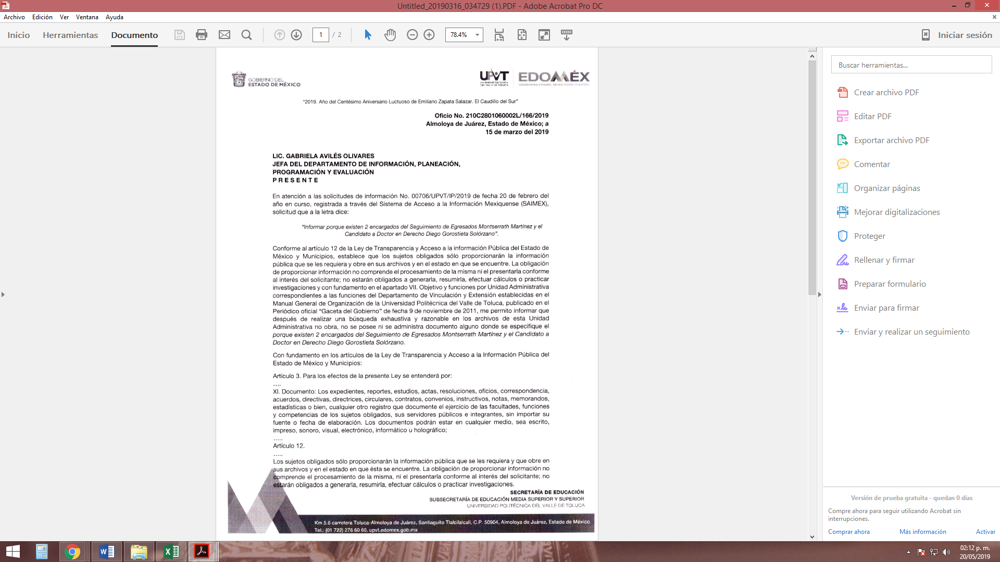 Untitled_20190316_034729 (1).PDF - Adobe Acrobat Pro DC
Archivo Edición Ver Ventana Ayuda
Inicio Herramientas Documento 1 / 2 78.4% Iniciar sesión
GOBIERNO DEL
ESTADO DE MÉXICO
UPVT
UNIVERSIDAD POLITÉCNICA
DEL VALLE DE TOLUCA
EDOMÉX
DECISIONES FIRMES, RESULTADOS FUERTES.
"2019. Año del Centésimo Aniversario Luctuoso de Emiliano Zapata Salazar. El Caudillo del Sur"
Oficio No. 210C2801060002L/166/2019
Almoloya de Juárez, Estado de México; a
15 de marzo del 2019
LIC. GABRIELA AVILÉS OLIVARES
JEFA DEL DEPARTAMENTO DE INFORMACIÓN, PLANEACIÓN,
PROGRAMACIÓN Y EVALUACIÓN
P R E S E N T E
En atención a las solicitudes de información No. 00706/UPVT/IP/2019 de fecha 20 de febrero del
año en curso, registrada a través del Sistema de Acceso a la Información Mexiquense (SAIMEX),
solicitud que a la letra dice:
"Informar porque existen 2 encargados del Seguimiento de Egresados Montserrath Martínez y el
Candidato a Doctor en Derecho Diego Gorostieta Solórzano".
Conforme al artículo 12 de la Ley de Transparencia y Acceso a la información Pública del Estado de
México y Municipios, establece que los sujetos obligados sólo proporcionarán la información
pública que se les requiera y obre en sus archivos y en el estado en que se encuentre. La obligación
de proporcionar información no comprende el procesamiento de la misma ni el presentarla conforme
al interés del solicitante; no estarán obligados a generarla, resumirla, efectuar cálculos o practicar
investigaciones y con fundamento en el apartado VII. Objetivo y funciones por Unidad Administrativa
correspondientes a las funciones del Departamento de Vinculación y Extensión establecidas en el
Manual General de Organización de la Universidad Politécnica del Valle de Toluca, publicado en el
Periódico oficial "Gaceta del Gobierno" de fecha 9 de noviembre de 2011, me permito informar que
después de realizar una búsqueda exhaustiva y razonable en los archivos de esta Unidad
Administrativa no obra, no se posee ni se administra documento alguno donde se especifique el
porque existen 2 encargados del Seguimiento de Egresados Montserrath Martínez y el Candidato a
Doctor en Derecho Diego Gorostieta Solórzano.
Con fundamento en los artículos de la Ley de Transparencia y Acceso a la Información Pública del
Estado de México y Municipios:
Artículo 3. Para los efectos de la presente Ley se entenderá por:
....
XI. Documento: Los expedientes, reportes, estudios, actas, resoluciones, oficios, correspondencia,
acuerdos, directivas, directrices, circulares, contratos, convenios, instructivos, notas, memorandos,
estadísticas o bien, cualquier otro registro que documente el ejercicio de las facultades, funciones
y competencias de los sujetos obligados, sus servidores públicos e integrantes, sin importar su
fuente o fecha de elaboración. Los documentos podrán estar en cualquier medio, sea escrito,
impreso, sonoro, visual, electrónico, informático u holográfico;
.....
Artículo 12.
.....
Los sujetos obligados sólo proporcionarán la información pública que se les requiera y que obre en
sus archivos y en el estado en que ésta se encuentre. La obligación de proporcionar información no
comprende el procesamiento de la misma, ni el presentarla conforme al interés del solicitante; no
estarán obligados a generarla, resumirla, efectuar cálculos o practicar investigaciones.
SECRETARÍA DE EDUCACIÓN
SUBSECRETARÍA DE EDUCACIÓN MEDIA SUPERIOR Y SUPERIOR
UNIVERSIDAD POLITÉCNICA DEL VALLE DE TOLUCA
Km 5.6 carretera Toluca-Almoloya de Juárez, Santiaguito Tlalcilalcali, C.P. 50904, Almoloya de Juárez, Estado de México.
Tel.: (01 722) 276 60 60. upvt.edomex.gob.mx
Buscar herramientas...
Crear archivo PDF
Editar PDF
Exportar archivo PDF
Comentar
Organizar páginas
Mejorar digitalizaciones
Proteger
Rellenar y firmar
Preparar formulario
Enviar para firmar
Enviar y realizar un seguimiento
Versión de prueba gratuita - quedan 0 días
Compre ahora para seguir utilizando Acrobat sin
interrupciones.
Comprar ahora Más información Activar
02:12 p. m.
20/05/2019